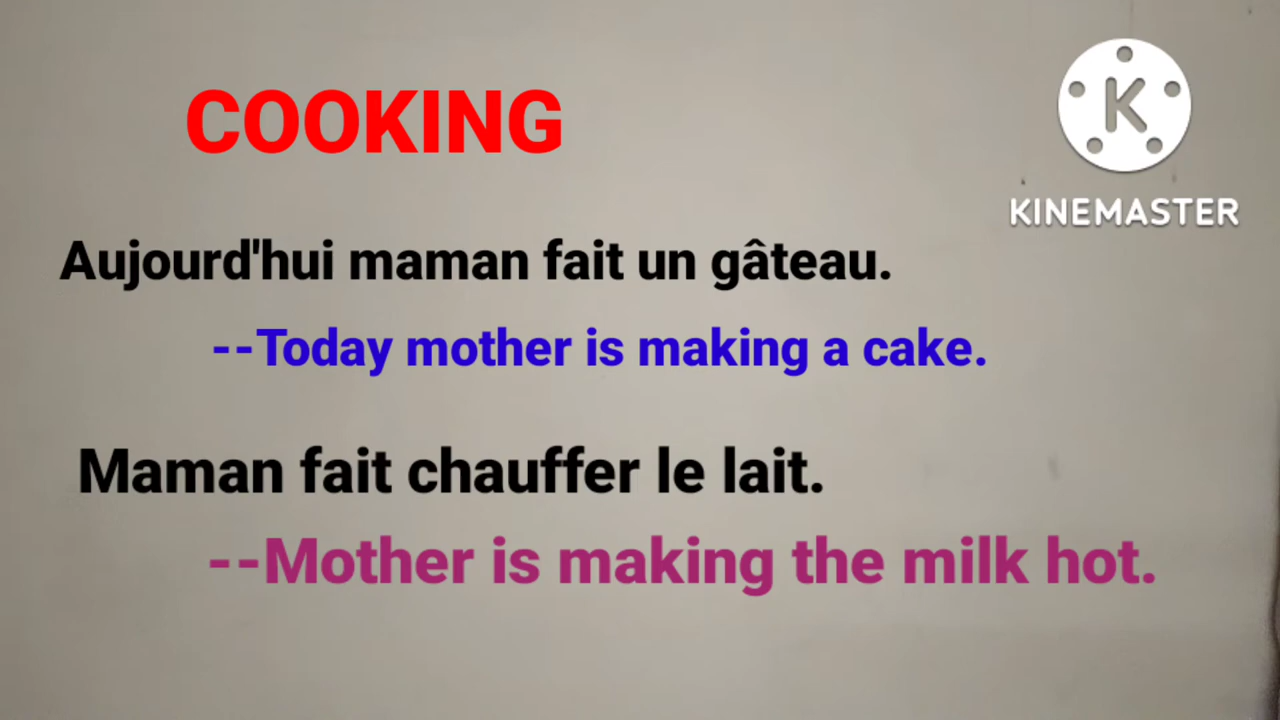 COOKING
K
KINEMASTER
Aujourd'hui maman fait un gâteau.
--Today mother is making a cake.
Maman fait chauffer le lait.
--Mother is making the milk hot.